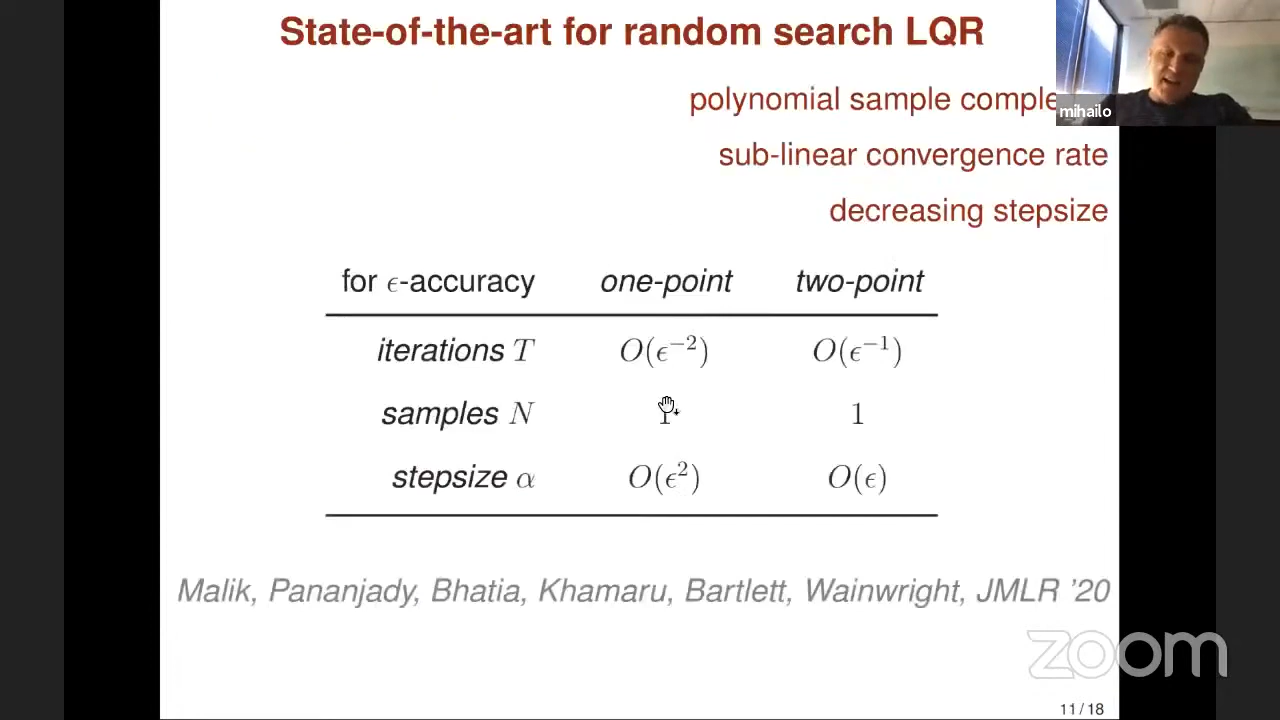 State-of-the-art for random search LQR
polynomial sample
mihailo
sub-linear convergence rate
decreasing stepsize
for ϵ-accuracy one-point two-point
iterations T O(ϵ⁻²) O(ϵ⁻¹)
samples N 1 1
stepsize α O(ϵ²) O(ϵ)
Malik, Pananjady, Bhatia, Khamaru, Bartlett, Wainwright, JMLR '20
zoom
11 / 18